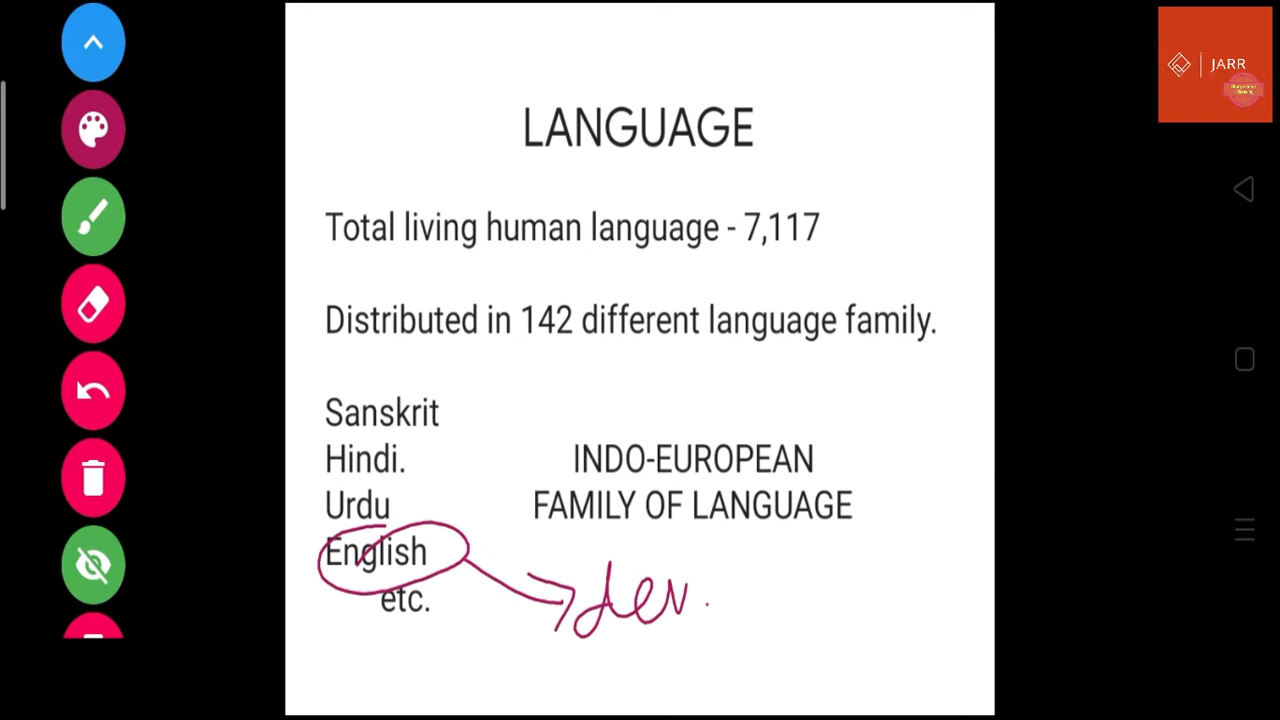 LANGUAGE
JARR
Total living human language - 7,117
Distributed in 142 different language family.
Sanskrit
Hindi. INDO-EUROPEAN
Urdu FAMILY OF LANGUAGE
English
etc.